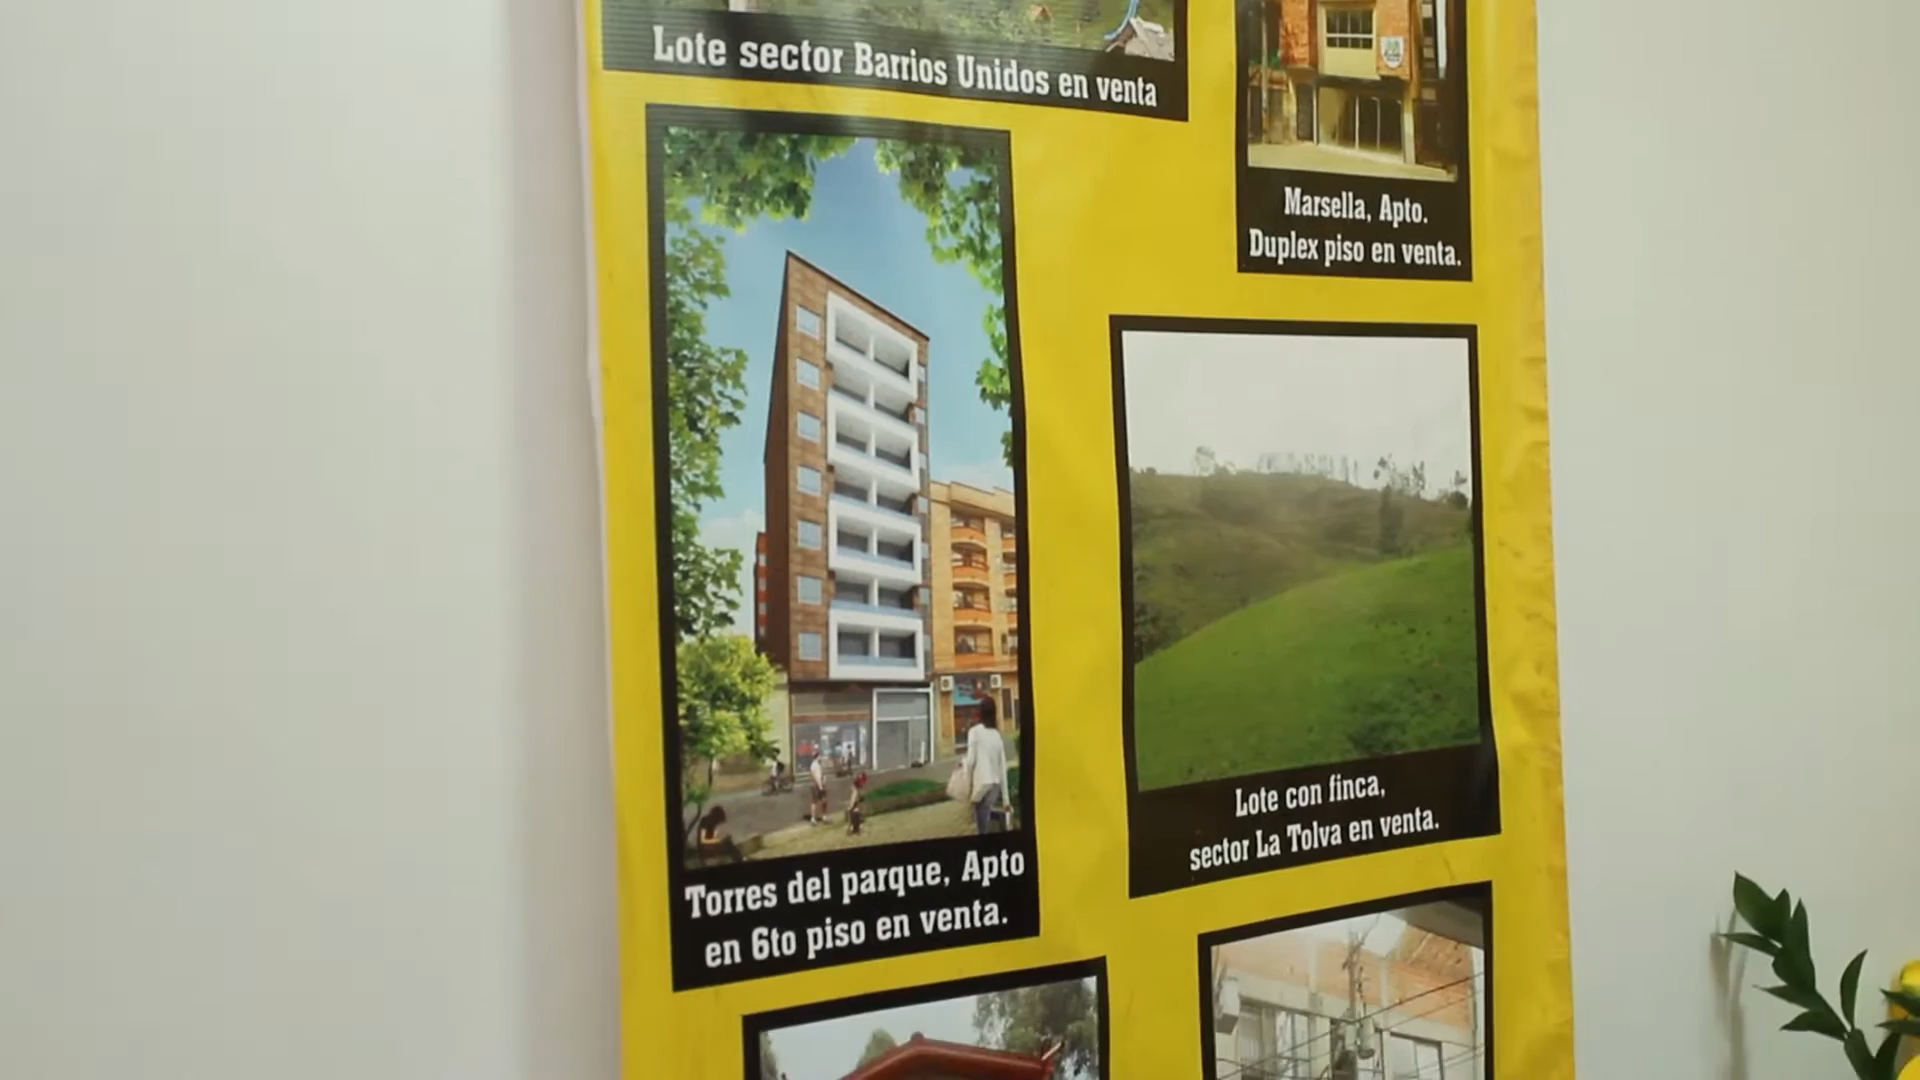 Lote sector Barrios Unidos en venta
Marsella, Apto.
Duplex piso en venta.
Lote con finca,
sector La Tolva en venta.
Torres del parque, Apto
en 6to piso en venta.